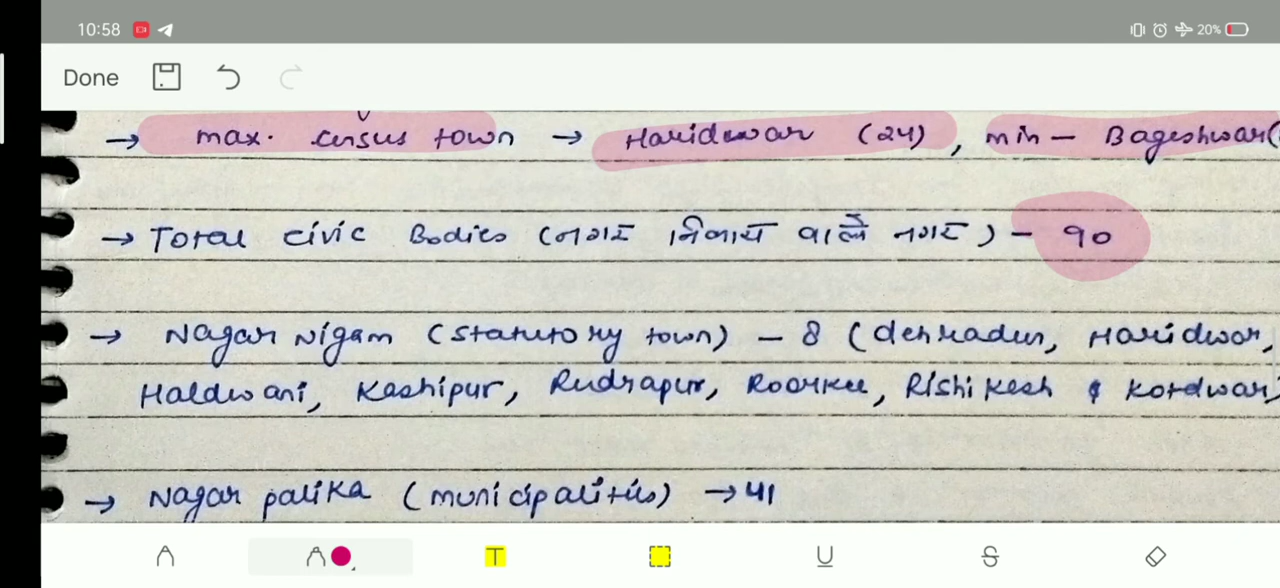 10:58
20%
Done
→ max. census town → Haridwar (24), min - Bageshwar(
→ Total civic Bodies (नगर निकाय वाले नगर) - 90
→ Nagar Nigam (statutory town) - 8 (dehradun, Haridwar,
Haldwani, Kashipur, Rudrapur, Roorkee, Rishikesh & Kotdwar)
→ Nagar palika (municipalities) → 41
T
U
S